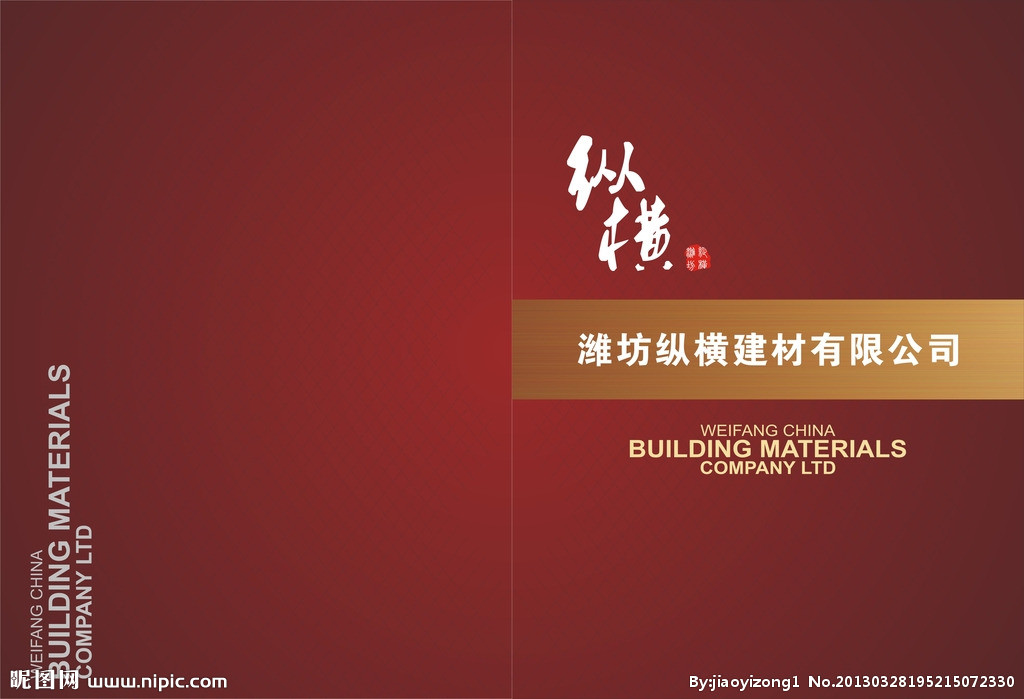 纵
横
潍坊纵横建材有限公司
WEIFANG CHINA
BUILDING MATERIALS
COMPANY LTD
WEIFANG CHINA
BUILDING MATERIALS
COMPANY LTD
昵图网 www.nipic.com
By:jiaoyizong1 No.20130328195215072330